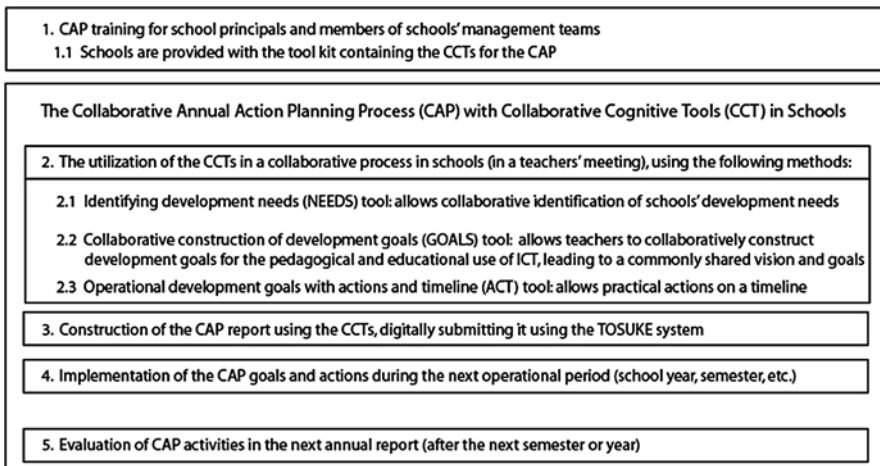 1. CAP training for school principals and members of schools' management teams
1.1 Schools are provided with the tool kit containing the CCTs for the CAP
The Collaborative Annual Action Planning Process (CAP) with Collaborative Cognitive Tools (CCT) in Schools
2. The utilization of the CCTs in a collaborative process in schools (in a teachers' meeting), using the following methods:
2.1 Identifying development needs (NEEDS) tool: allows collaborative identification of schools' development needs
2.2 Collaborative construction of development goals (GOALS) tool: allows teachers to collaboratively construct
development goals for the pedagogical and educational use of ICT, leading to a commonly shared vision and goals
2.3 Operational development goals with actions and timeline (ACT) tool: allows practical actions on a timeline
3. Construction of the CAP report using the CCTs, digitally submitting it using the TOSUKE system
4. Implementation of the CAP goals and actions during the next operational period (school year, semester, etc.)
5. Evaluation of CAP activities in the next annual report (after the next semester or year)